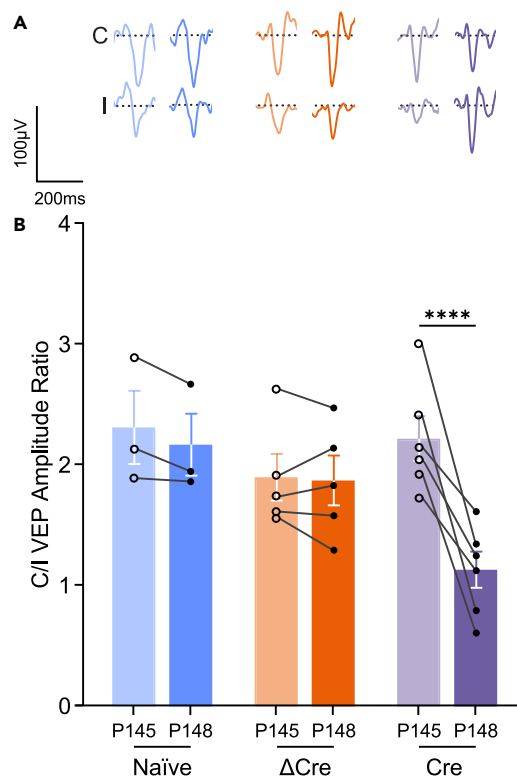 A
C
I
100µV
200ms
B
C/I VEP Amplitude Ratio
4
3
2
1
0
****
P145 P148 P145 P148 P145 P148
Naïve ΔCre Cre